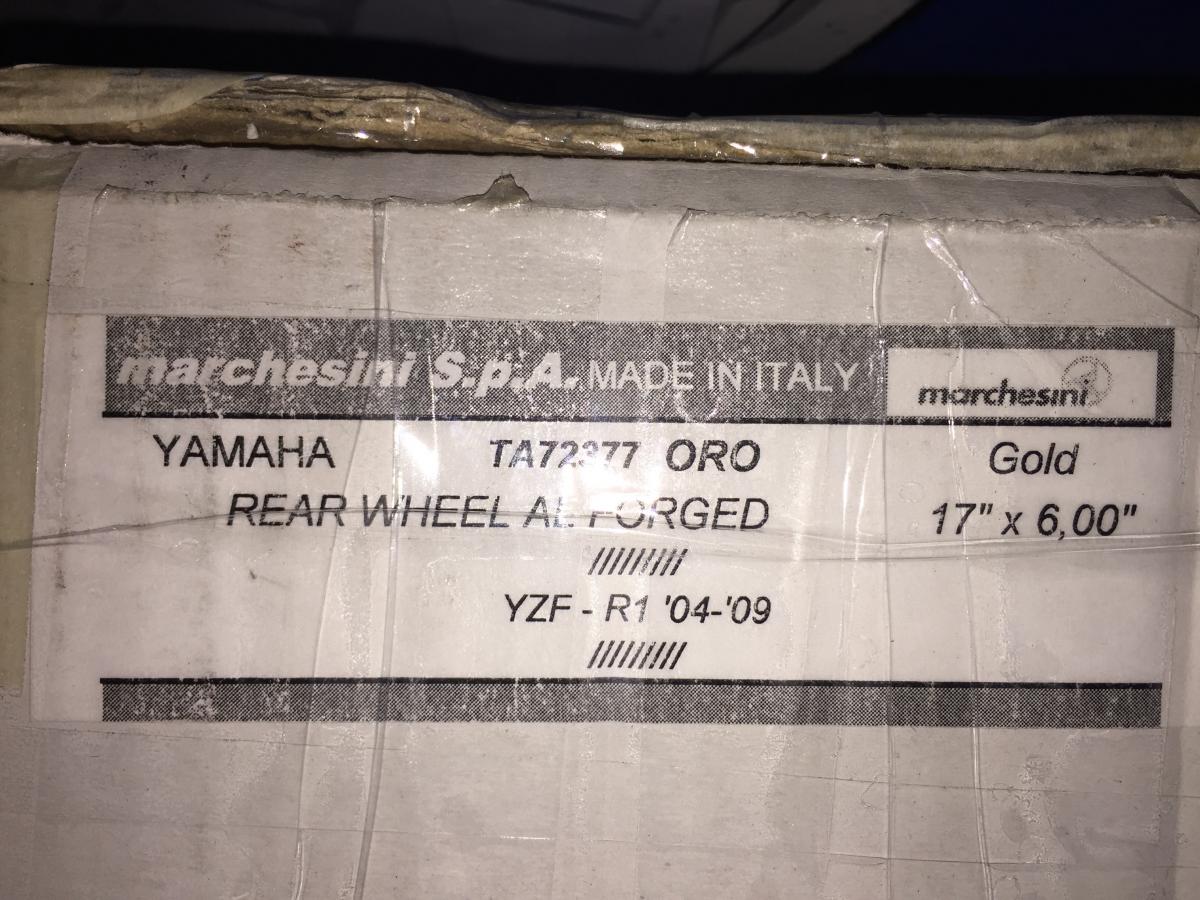 marchesini S.p.A. MADE IN ITALY marchesini
YAMAHA TA72377 ORO Gold
REAR WHEEL AL FORGED 17" x 6,00"
/////////
YZF - R1 '04-'09
/////////